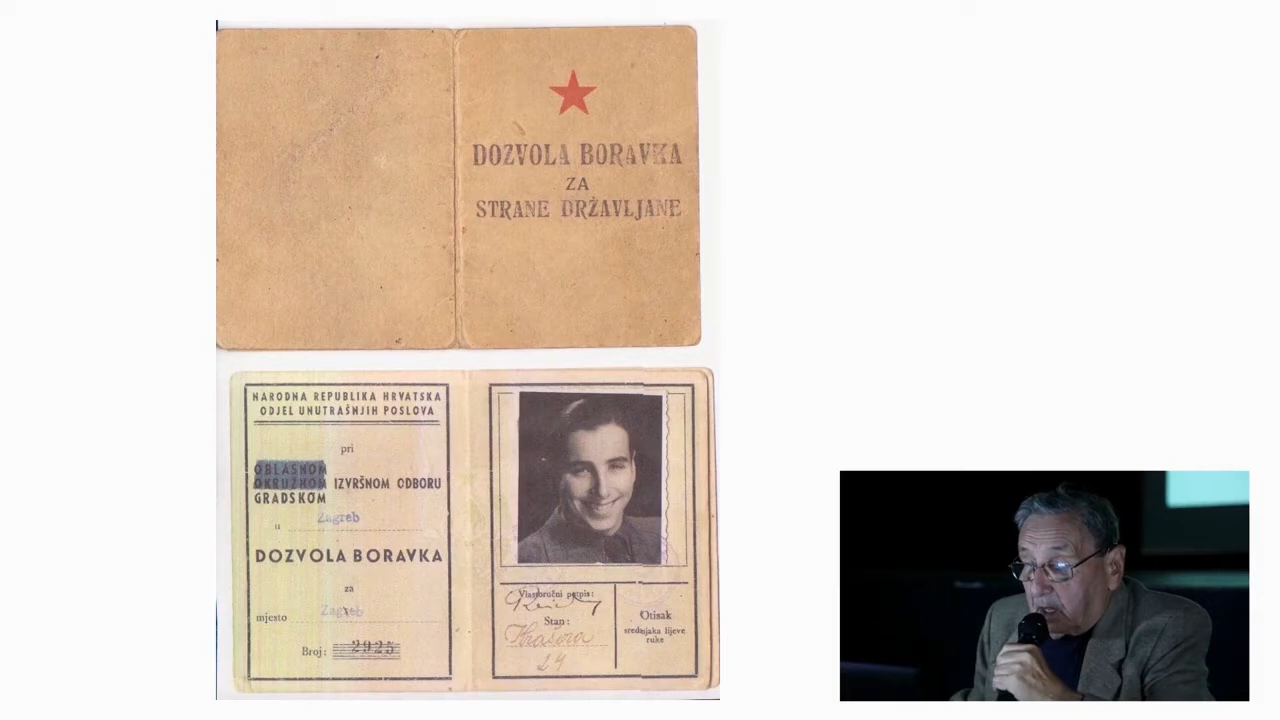 DOZVOLA BORAVKA
ZA
STRANE DRŽAVLJANE
NARODNA REPUBLIKA HRVATSKA
ODJEL UNUTRAŠNJIH POSLOVA
pri
OBLASNOM
OKRUŽNOM IZVRŠNOM ODBORU
GRADSKOM
u Zagreb
DOZVOLA BORAVKA
za
mjesto Zagreb
Broj: 2925
Vlastoručni potpis:
Stan:
24
Otisak
srednjaka lijeve
ruke